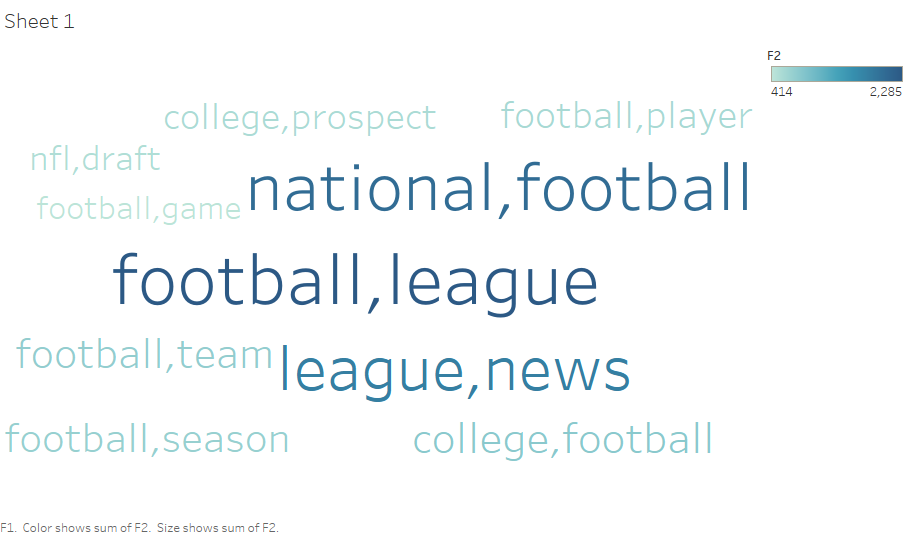 Sheet 1
F2
414 2,285
college,prospect football,player
nfl,draft
national,football
football,game
football,league
football,team
league,news
football,season college,football
F1. Color shows sum of F2. Size shows sum of F2.